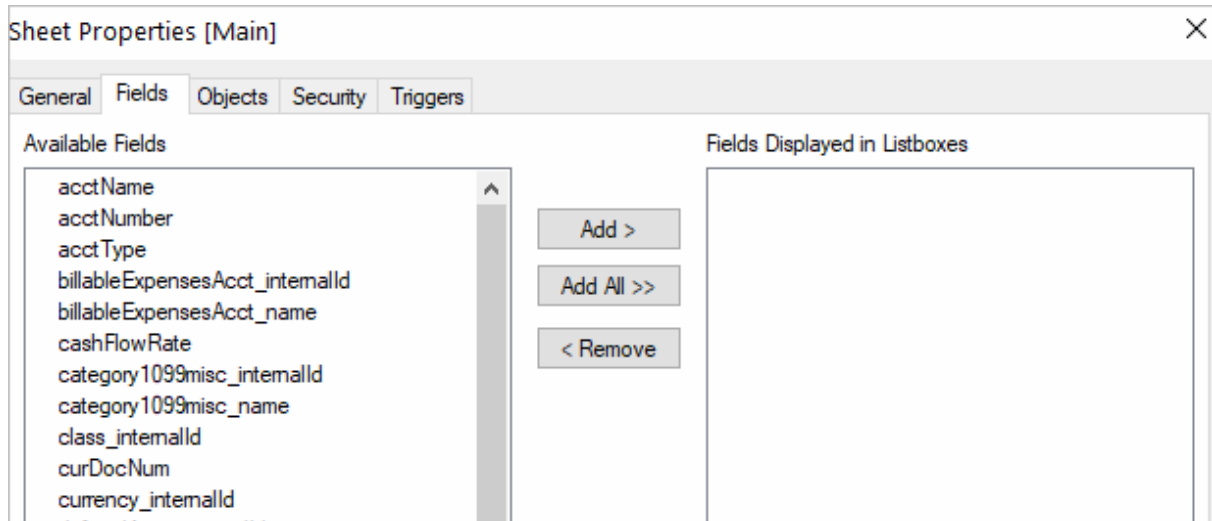 Sheet Properties [Main]
General Fields Objects Security Triggers
Available Fields
Fields Displayed in Listboxes
acctName
acctNumber
acctType
billableExpensesAcct_internalId
billableExpensesAcct_name
cashFlowRate
category1099misc_internalId
category1099misc_name
class_internalId
curDocNum
currency_internalId
Add >
Add All >>
< Remove